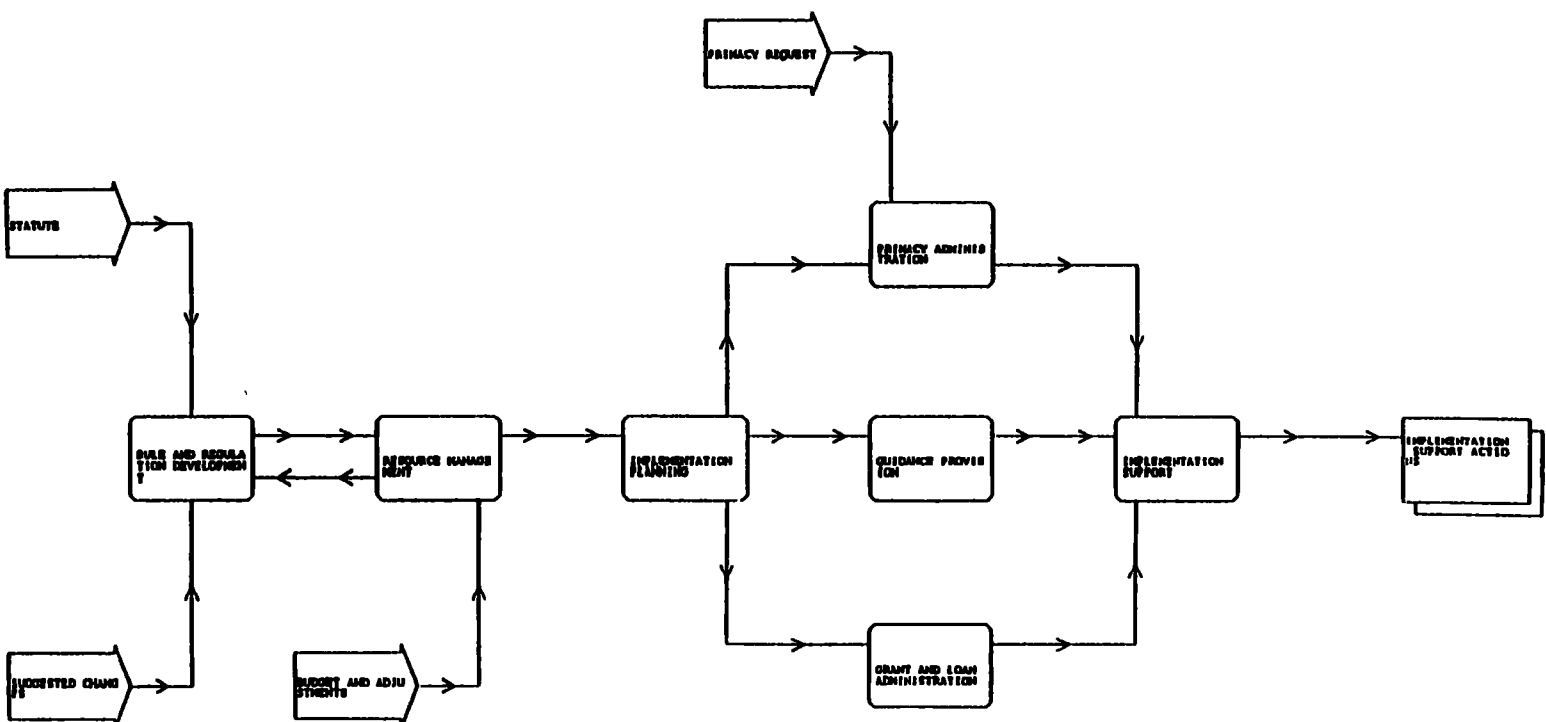 PRIMACY REQUEST
STATUTE
PRIMACY ADMINIS
TRATION
RULE AND REGULA
TION DEVELOPMEN
T
RESOURCE MANAGE
MENT
IMPLEMENTATION
PLANNING
GUIDANCE PROVIS
ION
IMPLEMENTATION
SUPPORT
IMPLEMENTATION
SUPPORT ACTIO
NS
SUGGESTED CHANG
ES
BUDGET AND ADJU
STMENTS
GRANT AND LOAN
ADMINISTRATION